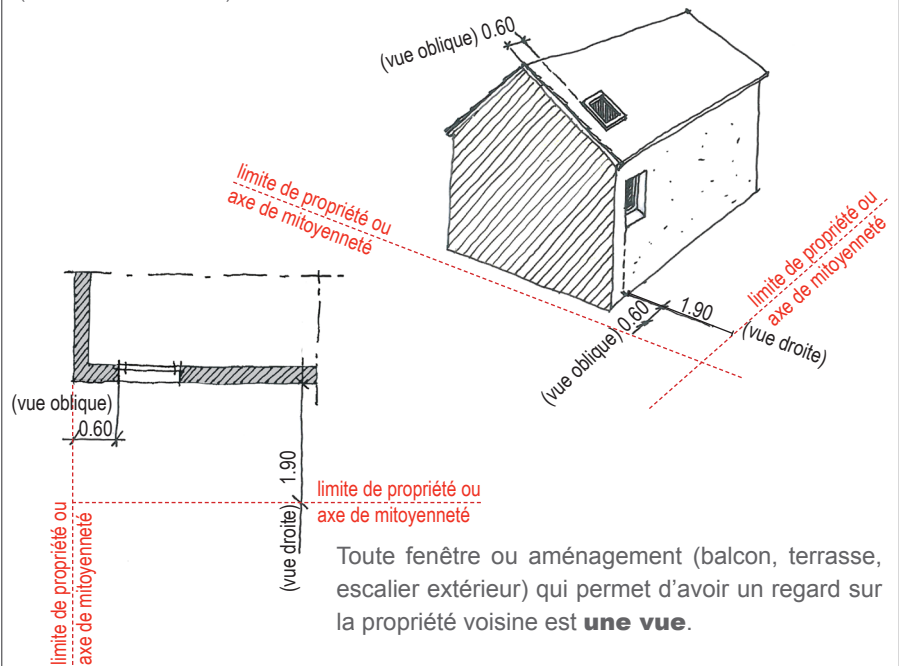 (vue oblique) 0.60
limite de propriété ou
axe de mitoyenneté
limite de propriété ou
axe de mitoyenneté
(vue oblique) 0.60
1.90
(vue droite)
(vue oblique)
0.60
1.90
(vue droite)
limite de propriété ou
axe de mitoyenneté
limite de propriété ou
axe de mitoyenneté
Toute fenêtre ou aménagement (balcon, terrasse,
escalier extérieur) qui permet d’avoir un regard sur
la propriété voisine est une vue.